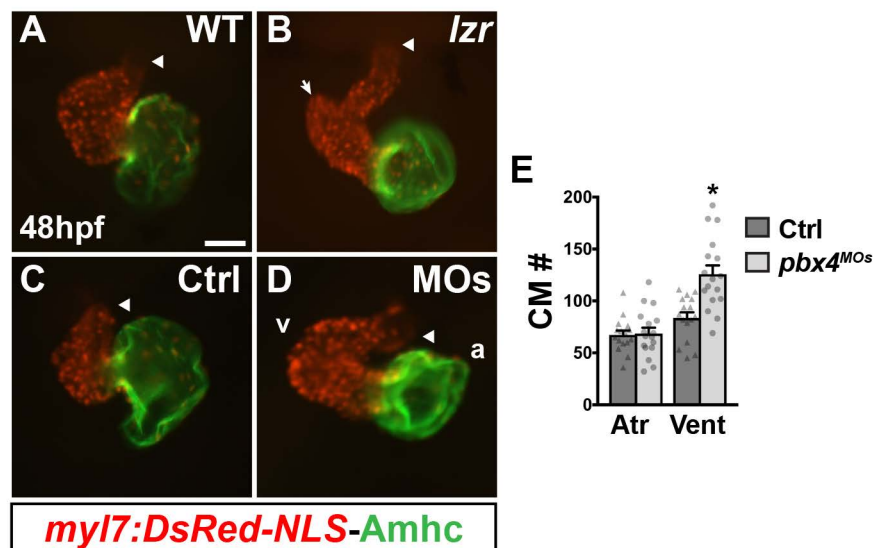 A WT
B lzr
48hpf
C Ctrl
D MOs
v
a
myl7:DsRed-NLS-Amhc
E
*
200
150
100
50
0
CM #
Atr Vent
Ctrl
pbx4MOs